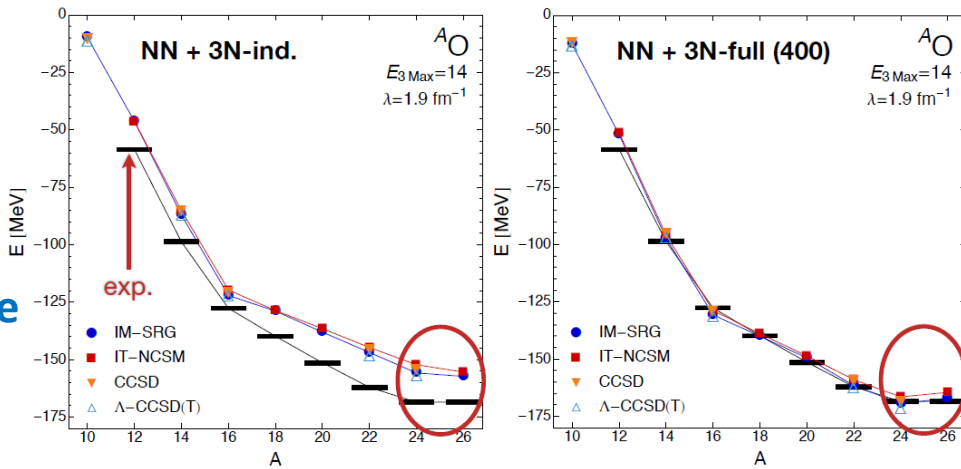 0
−25
−50
−75
−100
−125
−150
−175
E [MeV]
NN + 3N-ind.
ᴬO
E₃ Max=14
λ=1.9 fm⁻¹
exp.
e
IM−SRG
IT−NCSM
CCSD
Λ−CCSD(T)
10 12 14 16 18 20 22 24 26
A
0
−25
−50
−75
−100
−125
−150
−175
E [MeV]
NN + 3N-full (400)
ᴬO
E₃ Max=14
λ=1.9 fm⁻¹
IM−SRG
IT−NCSM
CCSD
Λ−CCSD(T)
10 12 14 16 18 20 22 24 26
A